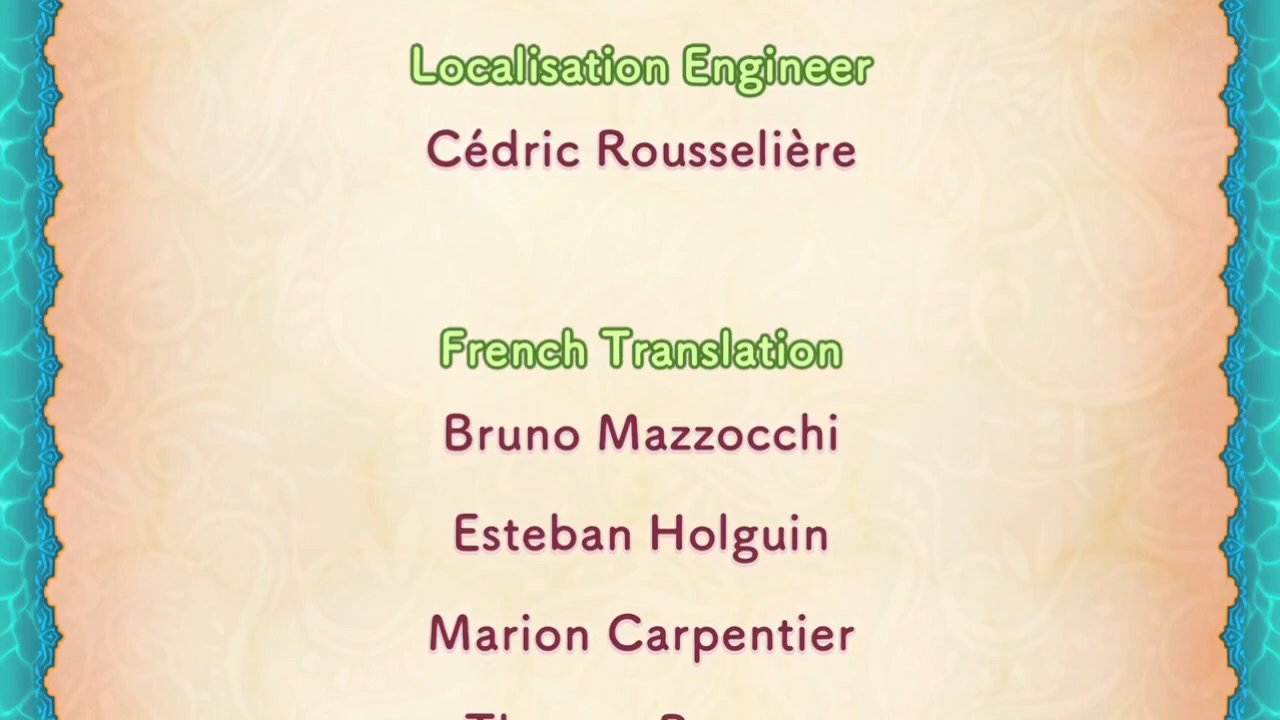 Localisation Engineer
Cédric Rousselière
French Translation
Bruno Mazzocchi
Esteban Holguin
Marion Carpentier